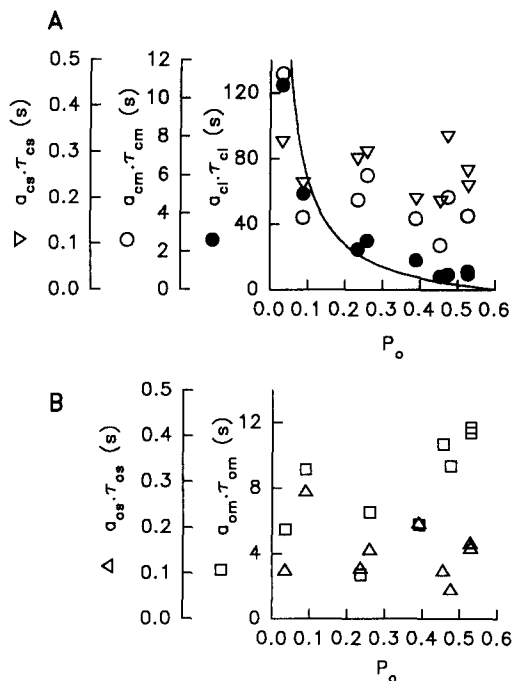 A
a_cs·τ_cs (s)
0.5
0.4
0.3
0.2
0.1
0.0
a_cm·τ_cm (s)
12
10
8
6
4
2
0
a_cl·τ_cl (s)
120
80
40
0
0.0 0.1 0.2 0.3 0.4 0.5 0.6
P_o
B
a_os·τ_os (s)
0.5
0.4
0.3
0.2
0.1
0.0
a_om·τ_om (s)
12
8
4
0
0.0 0.1 0.2 0.3 0.4 0.5 0.6
P_o